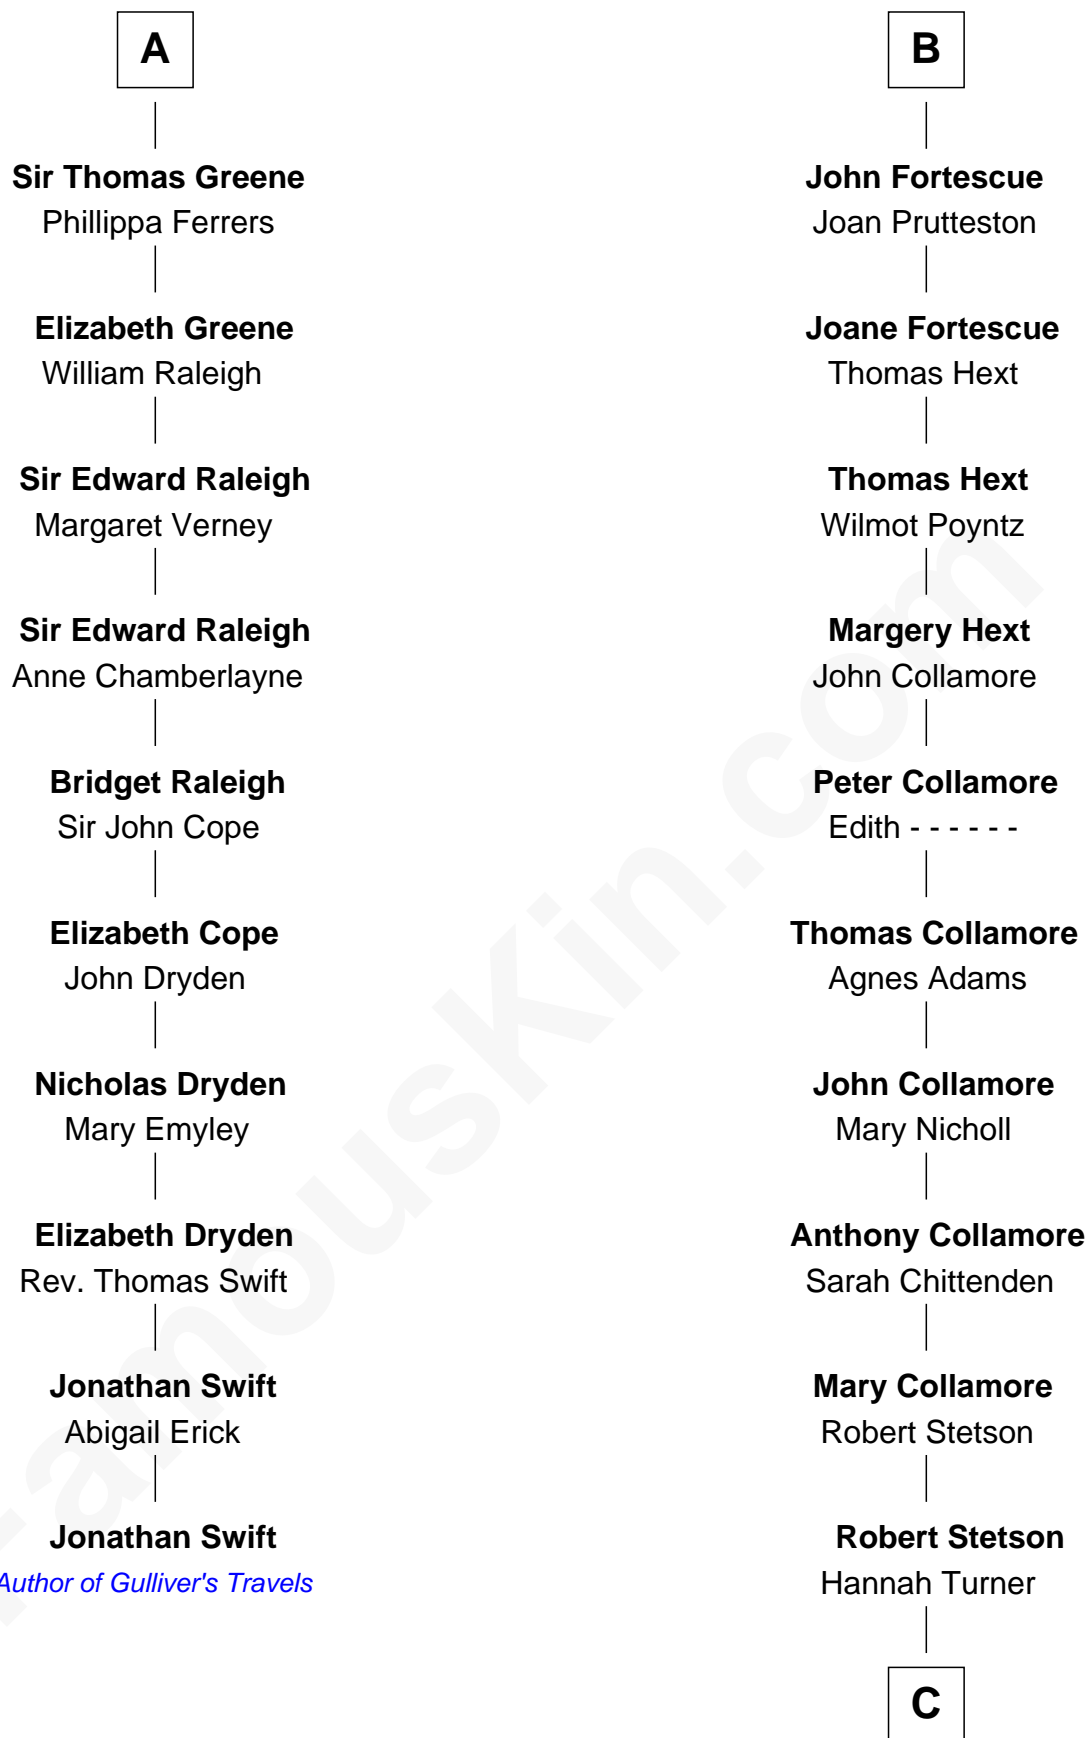 A
Sir Thomas Greene
Phillippa Ferrers
Elizabeth Greene
William Raleigh
Sir Edward Raleigh
Margaret Verney
Sir Edward Raleigh
Anne Chamberlayne
Bridget Raleigh
Sir John Cope
Elizabeth Cope
John Dryden
Nicholas Dryden
Mary Emyley
Elizabeth Dryden
Rev. Thomas Swift
Jonathan Swift
Abigail Erick
Jonathan Swift
Author of Gulliver's Travels
B
John Fortescue
Joan Prutteston
Joane Fortescue
Thomas Hext
Thomas Hext
Wilmot Poyntz
Margery Hext
John Collamore
Peter Collamore
Edith - - - - - -
Thomas Collamore
Agnes Adams
John Collamore
Mary Nicholl
Anthony Collamore
Sarah Chittenden
Mary Collamore
Robert Stetson
Robert Stetson
Hannah Turner
C
FamousKin.com